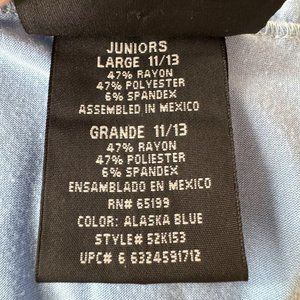 JUNIORS
LARGE 11/13
47% RAYON
47% POLYESTER
6% SPANDEX
ASSEMBLED IN MEXICO
GRANDE 11/13
47% RAYON
47% POLIESTER
6% SPANDEX
ENSAMBLADO EN MEXICO
RN# 65199
COLOR: ALASKA BLUE
STYLE# 52K153
UPC# 6 6324591712